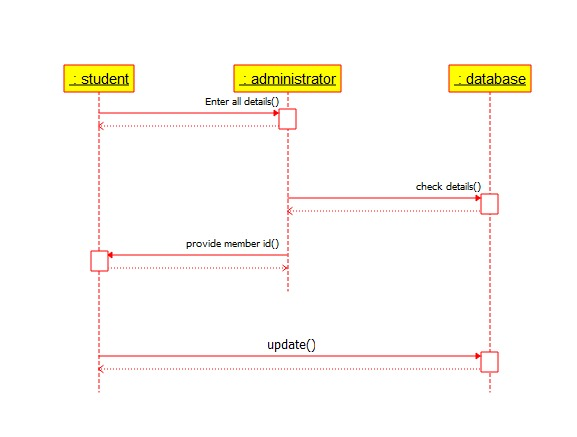 : student
: administrator
: database
Enter all details()
check details()
provide member id()
update()